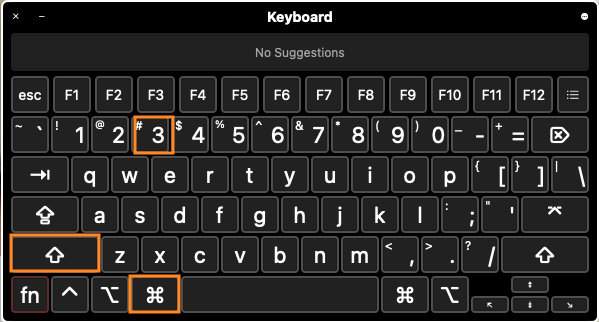 Keyboard
No Suggestions
esc F1 F2 F3 F4 F5 F6 F7 F8 F9 F10 F11 F12
~ ` ! 1 @ 2 # 3 $ 4 % 5 ^ 6 & 7 * 8 ( 9 ) 0 _ - + = ⌫
⇥ q w e r t y u i o p { [ } ] | \
⇪ a s d f g h j k l : ; " '
⇧ z x c v b n m < , > . ? / ⇧
fn ^ ⌥ ⌘ ⌘ ⌥